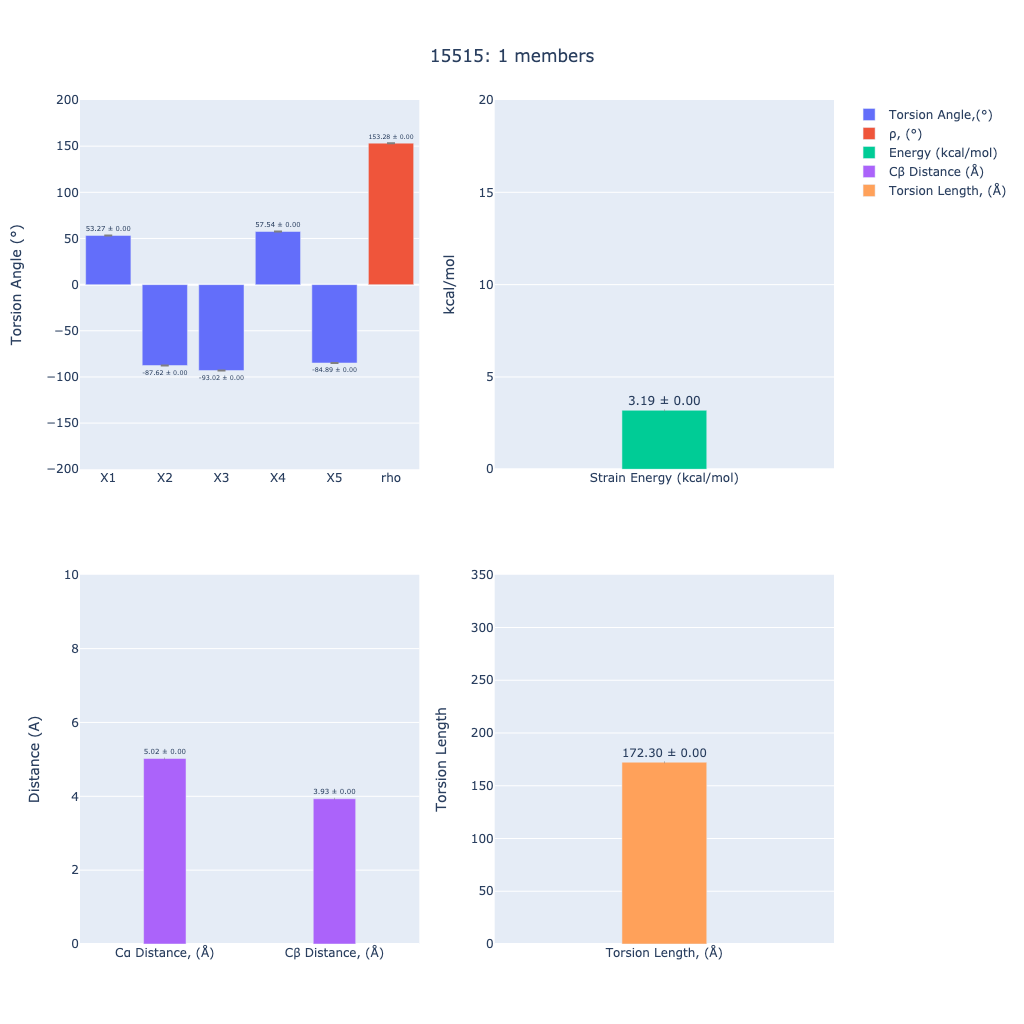 15515: 1 members
Torsion Angle (°)
200
150
100
50
0
−50
−100
−150
−200
53.27 ± 0.00
-87.62 ± 0.00
-93.02 ± 0.00
57.54 ± 0.00
-84.89 ± 0.00
153.28 ± 0.00
X1 X2 X3 X4 X5 rho
kcal/mol
20
15
10
5
0
3.19 ± 0.00
Strain Energy (kcal/mol)
Torsion Angle,(°)
ρ, (°)
Energy (kcal/mol)
Cβ Distance (Å)
Torsion Length, (Å)
Distance (A)
10
8
6
4
2
0
5.02 ± 0.00
3.93 ± 0.00
Cα Distance, (Å) Cβ Distance, (Å)
Torsion Length
350
300
250
200
150
100
50
0
172.30 ± 0.00
Torsion Length, (Å)